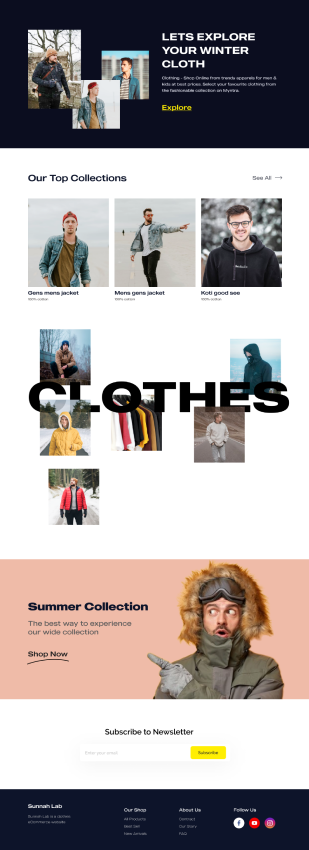 LETS EXPLORE
YOUR WINTER
CLOTH
Clothing - Shop Online from trends apparels for men &
kids at best prices. Select your favourite clothing from
the fashionable collection on Myntra.
Explore
Our Top Collections
See All
Gens mens jacket
Mens gens jacket
Koti good see
100% cotton
100% cotton
100% cotton
CLOTHES
Summer Collection
The best way to experience
our wide collection
Shop Now
Subscribe to Newsletter
Enter your email
Subscribe
Sunnah Lab
Sunnah Lab is a clothes
eCommerce website
Our Shop
All Products
Best Sell
New Arrivals
About Us
Contact
Our Story
FAQ
Follow Us